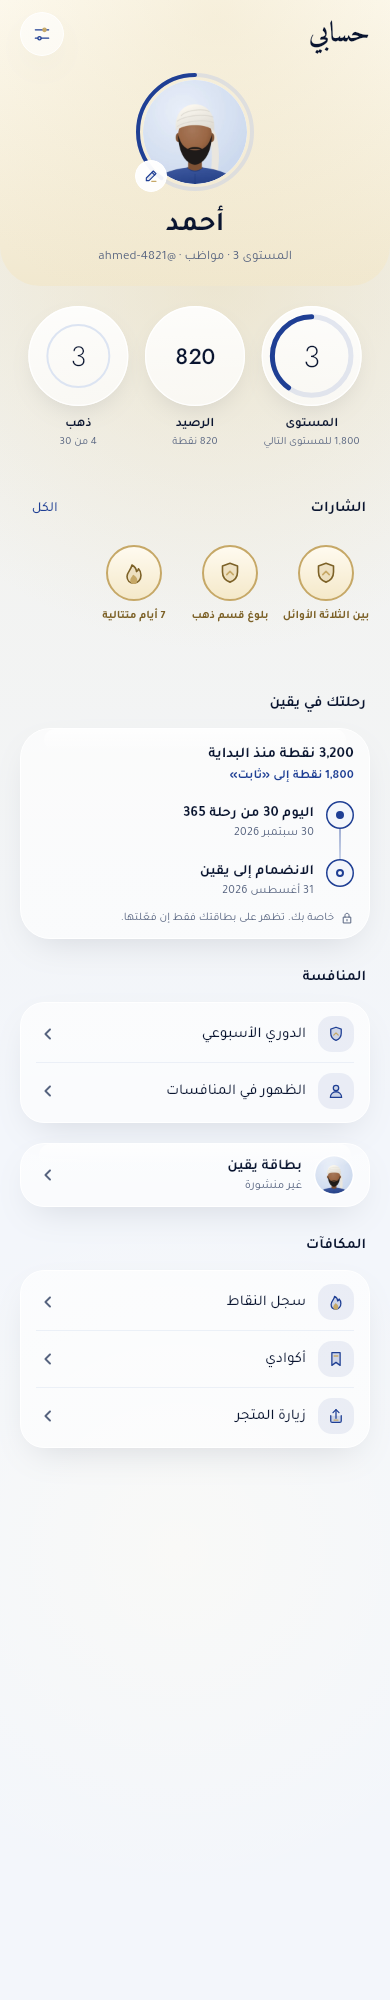 حسابي
أحمد
المستوى 3 · مواظب · @ahmed-4821
3
820
3
المستوى
الرصيد
ذهب
1,800 للمستوى التالي
820 نقطة
4 من 30
الشارات
الكل
بين الثلاثة الأوائل
بلوغ قسم ذهب
7 أيام متتالية
رحلتك في يقين
3,200 نقطة منذ البداية
1,800 نقطة إلى «ثابت»
اليوم 30 من رحلة 365
30 سبتمبر 2026
الانضمام إلى يقين
31 أغسطس 2026
خاصة بك. تظهر على بطاقتك فقط إن فعّلتها.
المنافسة
الدوري الأسبوعي
الظهور في المنافسات
بطاقة يقين
غير منشورة
المكافآت
سجل النقاط
أكوادي
زيارة المتجر